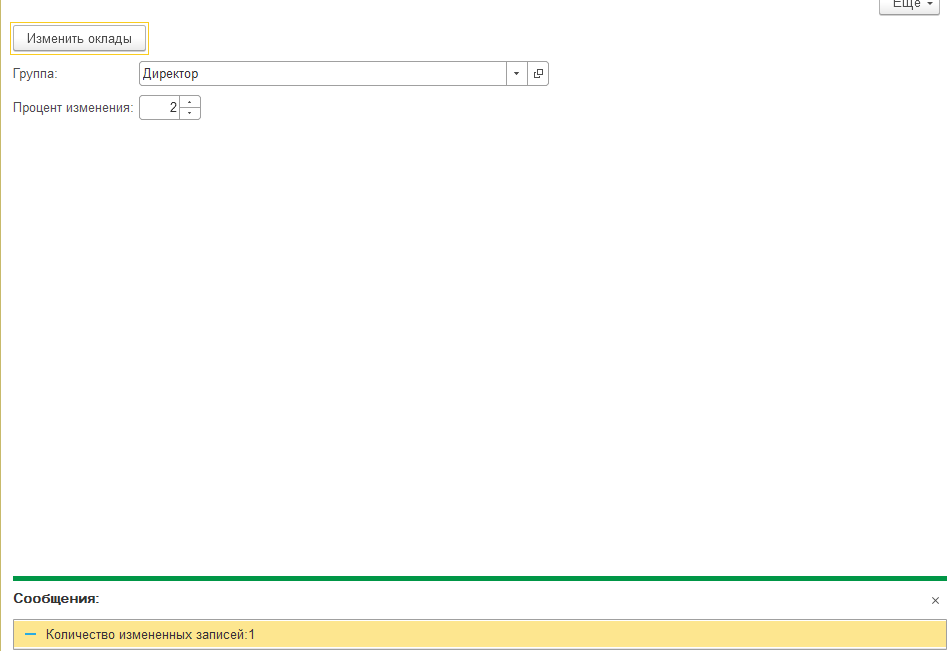 Еще
Изменить оклады
Группа: Директор
Процент изменения: 2
Сообщения:
Количество измененных записей:1